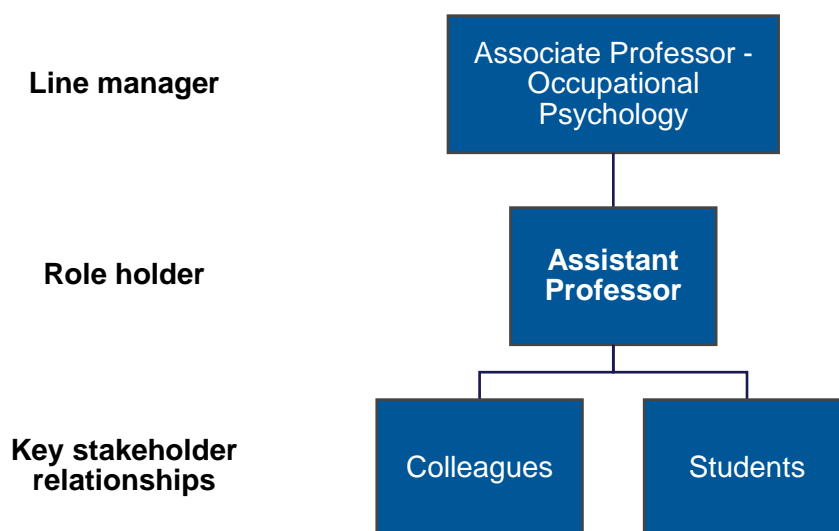 Line manager
Associate Professor -
Occupational
Psychology
Role holder
Assistant
Professor
Key stakeholder
relationships
Colleagues
Students